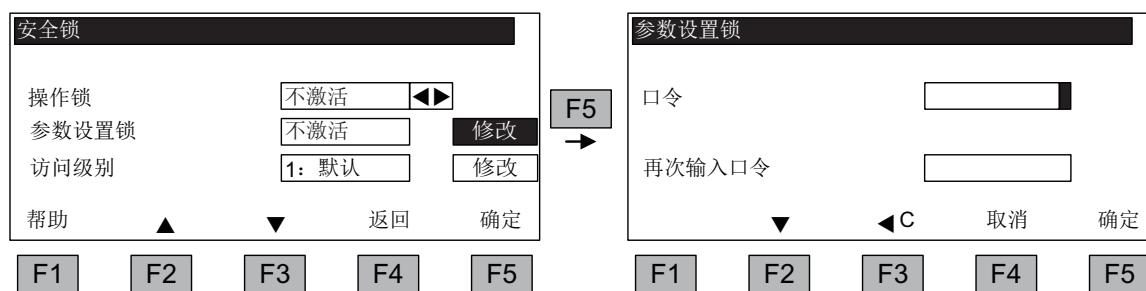 安全锁
操作锁 不激活
参数设置锁 不激活 修改
访问级别 1：默认 修改
帮助 ▲ ▼ 返回 确定
F1 F2 F3 F4 F5
F5
参数设置锁
口令
再次输入口令
▼ ◀C 取消 确定
F1 F2 F3 F4 F5